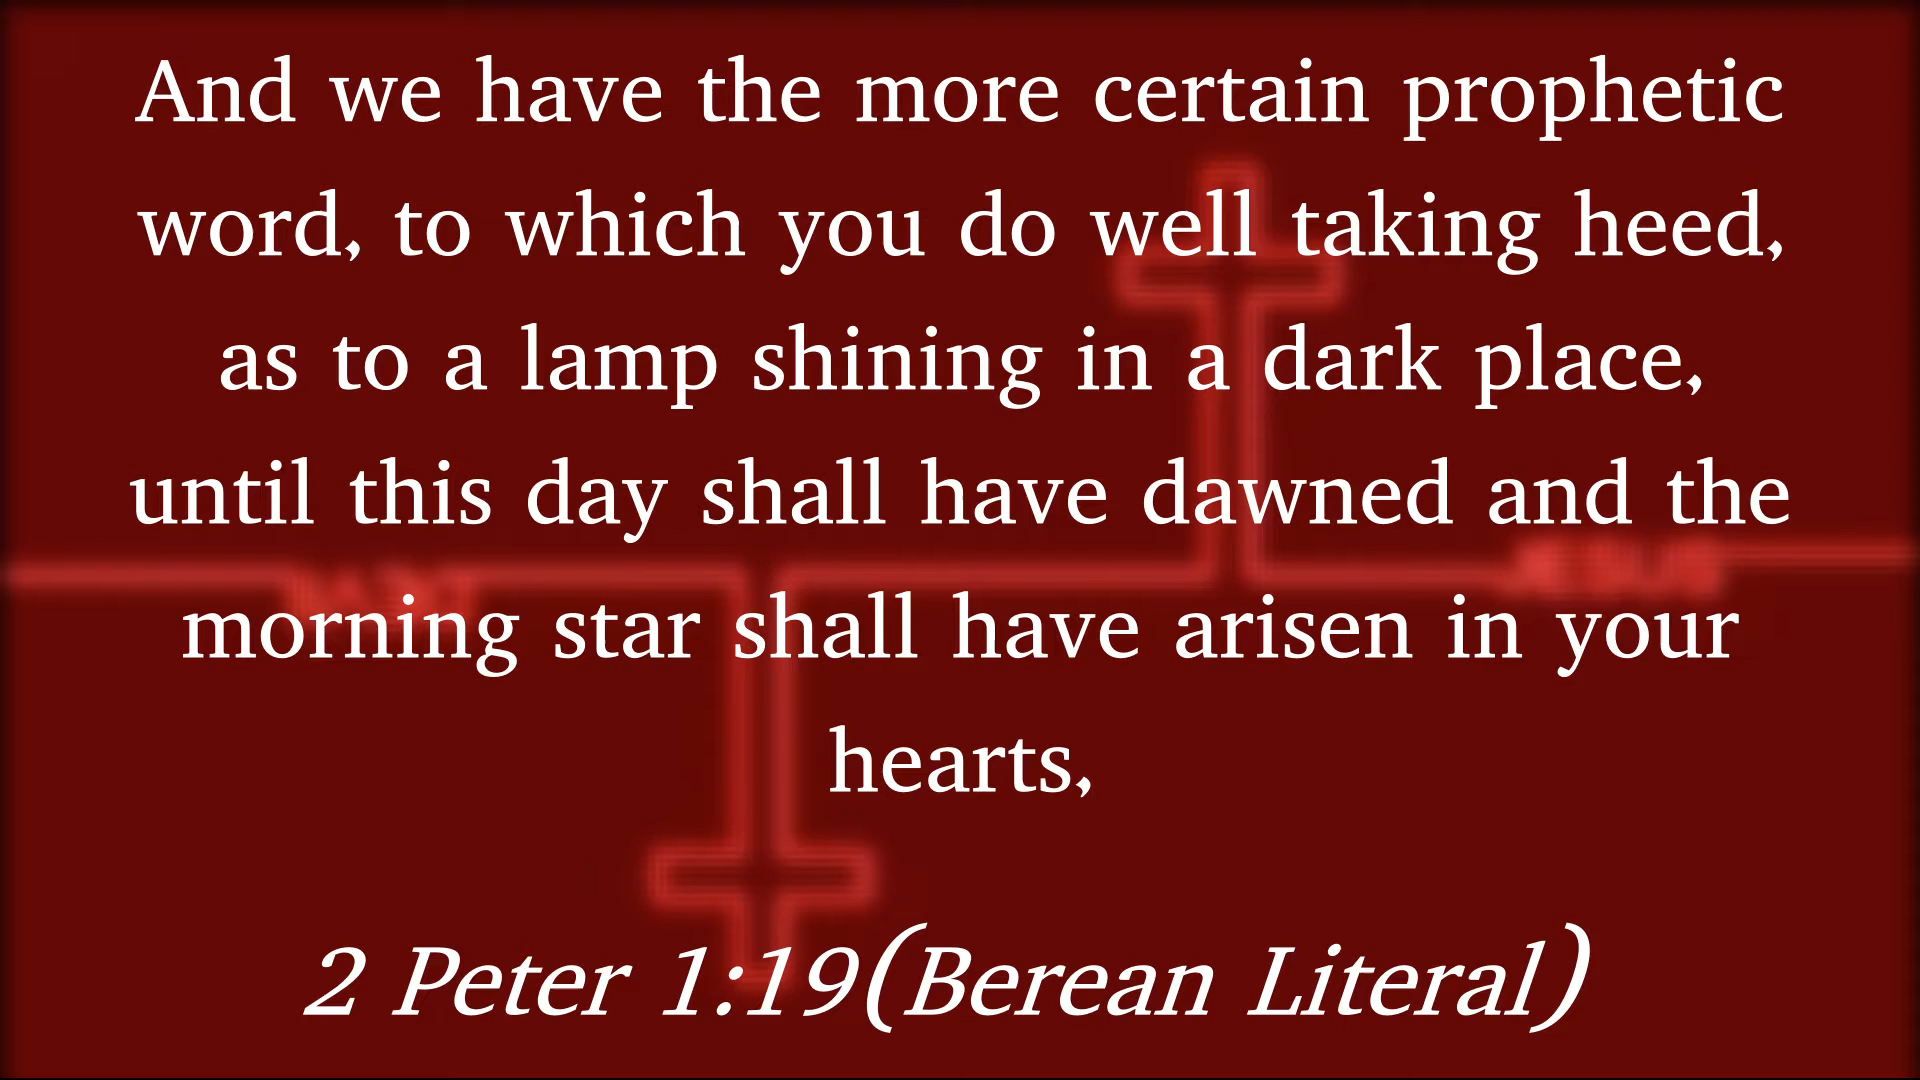 And we have the more certain prophetic
word, to which you do well taking heed,
as to a lamp shining in a dark place,
until this day shall have dawned and the
morning star shall have arisen in your
hearts,
JESUS
2 Peter 1:19(Berean Literal)